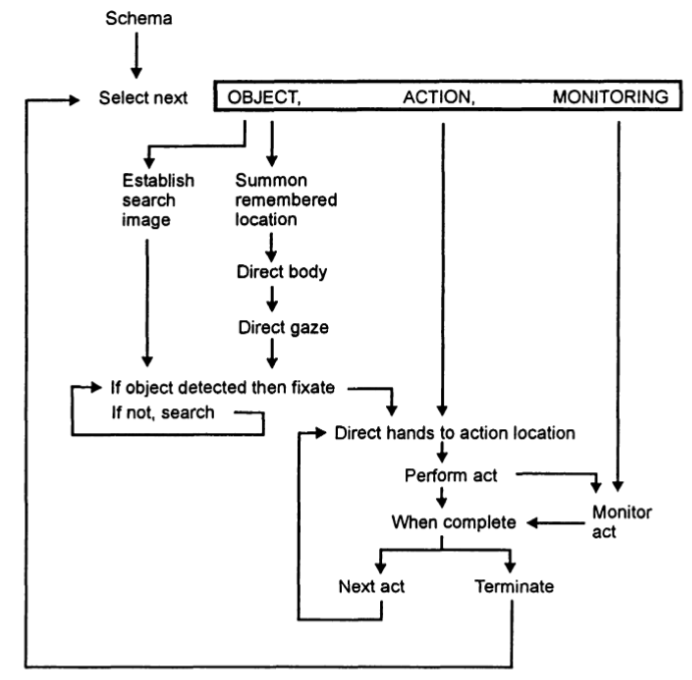 Schema
Select next OBJECT, ACTION, MONITORING
Establish
search
image
Summon
remembered
location
Direct body
Direct gaze
If object detected then fixate
If not, search
Direct hands to action location
Perform act
Monitor
act
When complete
Next act
Terminate